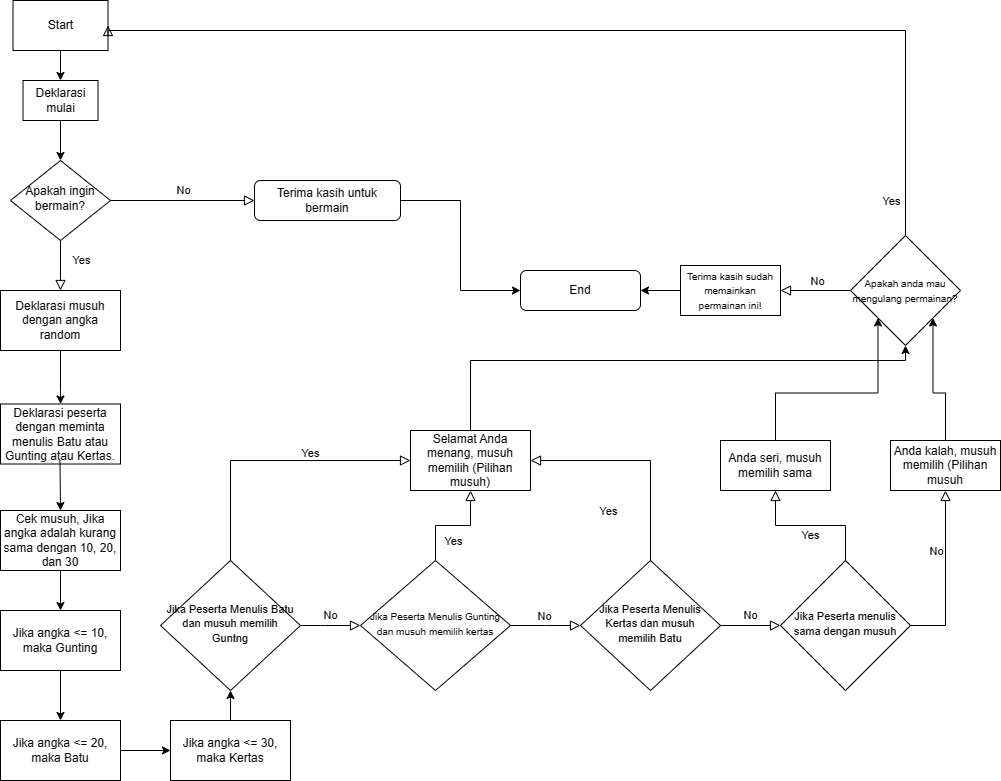 Start
Deklarasi
mulai
Apakah ingin
bermain?
No
Terima kasih untuk
bermain
Yes
Deklarasi musuh
dengan angka
random
Deklarasi peserta
dengan meminta
menulis Batu atau
Gunting atau Kertas.
Cek musuh, Jika
angka adalah kurang
sama dengan 10, 20,
dan 30
Jika angka <= 10,
maka Gunting
Jika angka <= 20,
maka Batu
Jika angka <= 30,
maka Kertas
Jika Peserta Menulis Batu
dan musuh memilih
Guntng
Yes
No
Jika Peserta Menulis Gunting
dan musuh memilih kertas
Yes
No
Jika Peserta Menulis
Kertas dan musuh
memilih Batu
Yes
No
Jika Peserta menulis
sama dengan musuh
Yes
No
Selamat Anda
menang, musuh
memilih (Pilihan
musuh)
Anda seri, musuh
memilih sama
Anda kalah, musuh
memilih (Pilihan
musuh
Apakah anda mau
mengulang permainan?
Yes
No
Terima kasih sudah
memainkan
permainan ini!
End